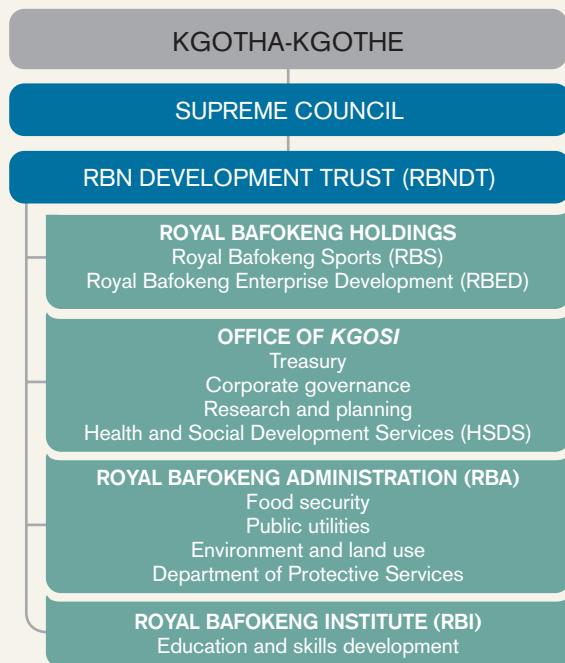 KGOTHA-KGOTHE
SUPREME COUNCIL
RBN DEVELOPMENT TRUST (RBNDT)
ROYAL BAFOKENG HOLDINGS
Royal Bafokeng Sports (RBS)
Royal Bafokeng Enterprise Development (RBED)
OFFICE OF KGOSI
Treasury
Corporate governance
Research and planning
Health and Social Development Services (HSDS)
ROYAL BAFOKENG ADMINISTRATION (RBA)
Food security
Public utilities
Environment and land use
Department of Protective Services
ROYAL BAFOKENG INSTITUTE (RBI)
Education and skills development